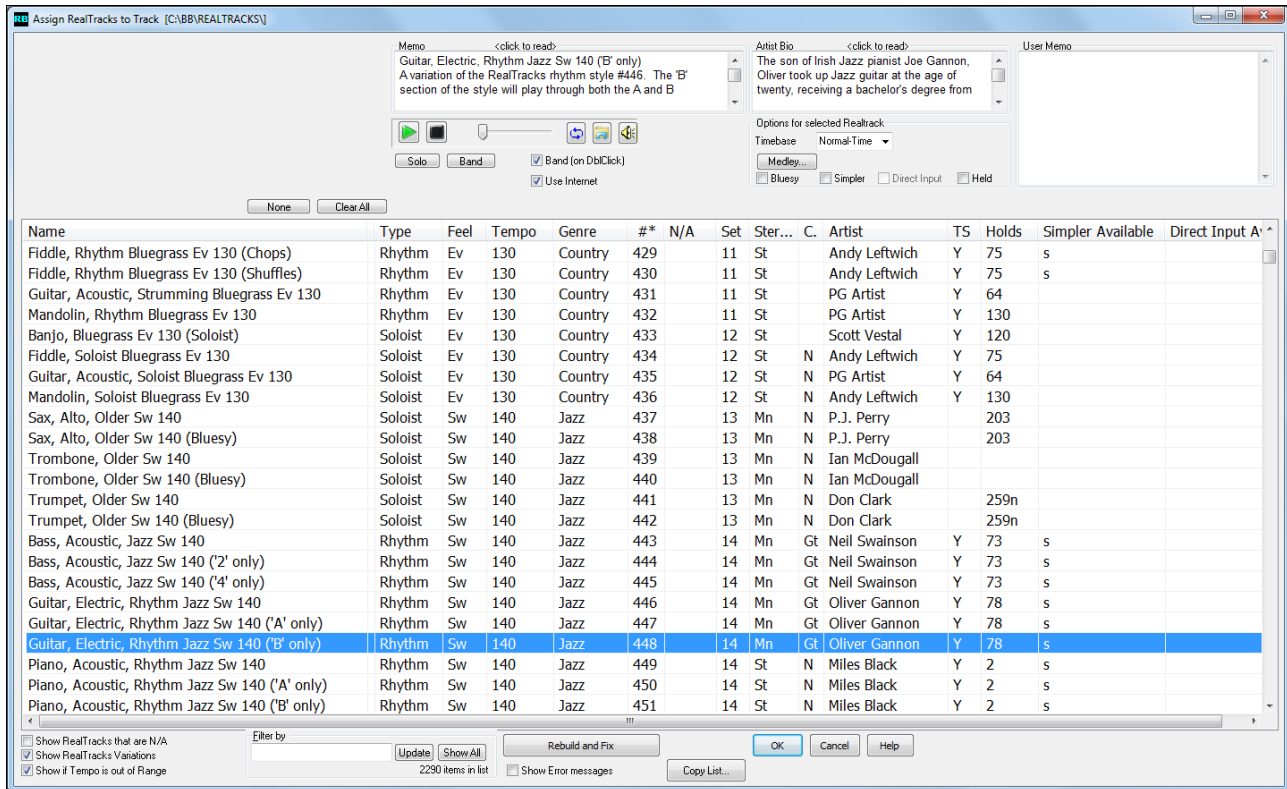 RB Assign RealTracks to Track [C:\BB\REALTRACKS\]
Memo <click to read>
Guitar, Electric, Rhythm Jazz Sw 140 ('B' only)
A variation of the RealTracks rhythm style #446. The 'B'
section of the style will play through both the A and B
Artist Bio <click to read>
The son of Irish Jazz pianist Joe Gannon,
Oliver took up Jazz guitar at the age of
twenty, receiving a bachelor's degree from
User Memo
Solo Band Band (on DblClick)
Use Internet
Options for selected Realtrack
Timebase Normal-Time
Medley...
Bluesy Simpler Direct Input Held
None Clear All
Name Type Feel Tempo Genre #* N/A Set Ster... C. Artist TS Holds Simpler Available Direct Input A
Fiddle, Rhythm Bluegrass Ev 130 (Chops) Rhythm Ev 130 Country 429 11 St Andy Leftwich Y 75 s
Fiddle, Rhythm Bluegrass Ev 130 (Shuffles) Rhythm Ev 130 Country 430 11 St Andy Leftwich Y 75 s
Guitar, Acoustic, Strumming Bluegrass Ev 130 Rhythm Ev 130 Country 431 11 St PG Artist Y 64
Mandolin, Rhythm Bluegrass Ev 130 Rhythm Ev 130 Country 432 11 St PG Artist Y 130
Banjo, Bluegrass Ev 130 (Soloist) Soloist Ev 130 Country 433 12 St Scott Vestal Y 120
Fiddle, Soloist Bluegrass Ev 130 Soloist Ev 130 Country 434 12 St N Andy Leftwich Y 75
Guitar, Acoustic, Soloist Bluegrass Ev 130 Soloist Ev 130 Country 435 12 St N PG Artist Y 64
Mandolin, Soloist Bluegrass Ev 130 Soloist Ev 130 Country 436 12 St N Andy Leftwich Y 130
Sax, Alto, Older Sw 140 Soloist Sw 140 Jazz 437 13 Mn N P.J. Perry 203
Sax, Alto, Older Sw 140 (Bluesy) Soloist Sw 140 Jazz 438 13 Mn N P.J. Perry 203
Trombone, Older Sw 140 Soloist Sw 140 Jazz 439 13 Mn N Ian McDougall
Trombone, Older Sw 140 (Bluesy) Soloist Sw 140 Jazz 440 13 Mn N Ian McDougall
Trumpet, Older Sw 140 Soloist Sw 140 Jazz 441 13 Mn N Don Clark 259n
Trumpet, Older Sw 140 (Bluesy) Soloist Sw 140 Jazz 442 13 Mn N Don Clark 259n
Bass, Acoustic, Jazz Sw 140 Rhythm Sw 140 Jazz 443 14 Mn Gt Neil Swainson Y 73 s
Bass, Acoustic, Jazz Sw 140 ('2' only) Rhythm Sw 140 Jazz 444 14 Mn Gt Neil Swainson Y 73 s
Bass, Acoustic, Jazz Sw 140 ('4' only) Rhythm Sw 140 Jazz 445 14 Mn Gt Neil Swainson Y 73 s
Guitar, Electric, Rhythm Jazz Sw 140 Rhythm Sw 140 Jazz 446 14 Mn Gt Oliver Gannon Y 78 s
Guitar, Electric, Rhythm Jazz Sw 140 ('A' only) Rhythm Sw 140 Jazz 447 14 Mn Gt Oliver Gannon Y 78 s
Guitar, Electric, Rhythm Jazz Sw 140 ('B' only) Rhythm Sw 140 Jazz 448 14 Mn Gt Oliver Gannon Y 78 s
Piano, Acoustic, Rhythm Jazz Sw 140 Rhythm Sw 140 Jazz 449 14 St N Miles Black Y 2 s
Piano, Acoustic, Rhythm Jazz Sw 140 ('A' only) Rhythm Sw 140 Jazz 450 14 St N Miles Black Y 2 s
Piano, Acoustic, Rhythm Jazz Sw 140 ('B' only) Rhythm Sw 140 Jazz 451 14 St N Miles Black Y 2 s
Show RealTracks that are N/A
Show RealTracks Variations
Show if Tempo is out of Range
Filter by
Update Show All
2290 items in list
Rebuild and Fix
Show Error messages
Copy List...
OK Cancel Help